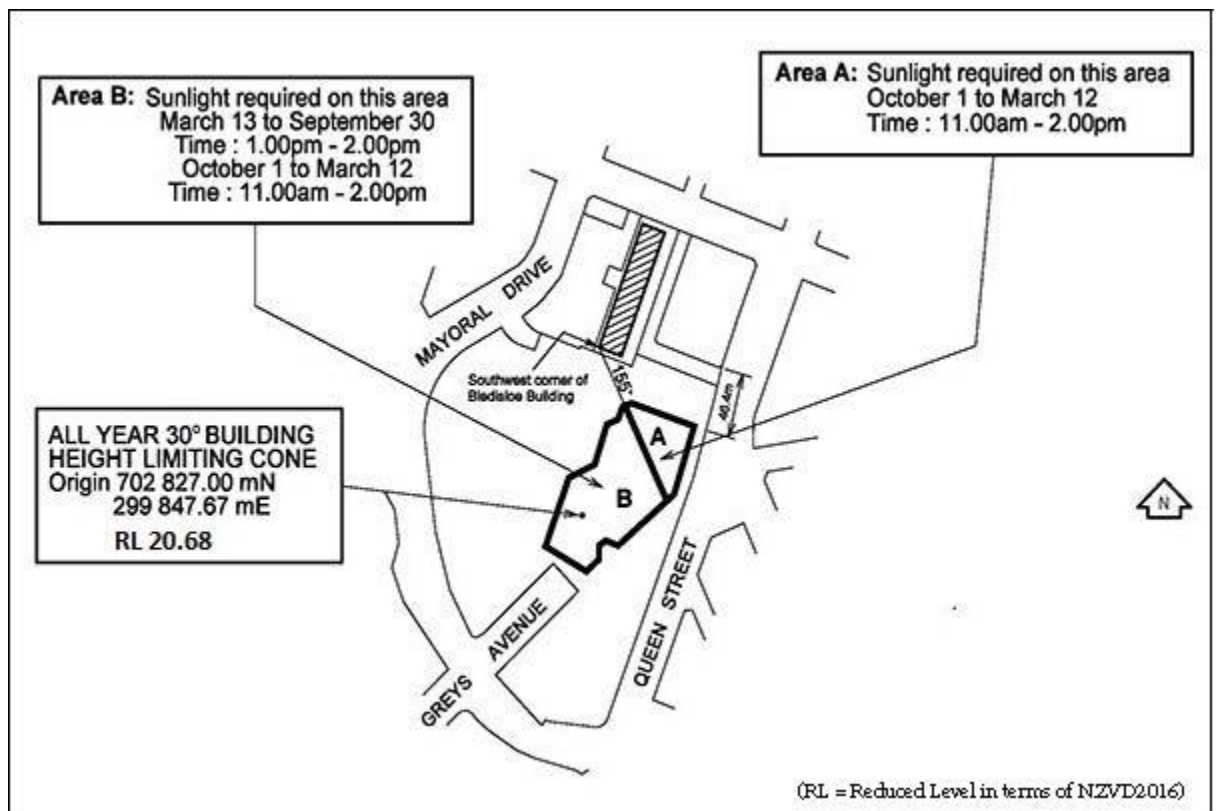 Area B: Sunlight required on this area
March 13 to September 30
Time : 1.00pm - 2.00pm
October 1 to March 12
Time : 11.00am - 2.00pm
Area A: Sunlight required on this area
October 1 to March 12
Time : 11.00am - 2.00pm
MAYORAL DRIVE
Southwest corner of
Bledisloe Building
155°
46.4m
A
B
ALL YEAR 30° BUILDING
HEIGHT LIMITING CONE
Origin 702 827.00 mN
299 847.67 mE
RL 20.68
N
QUEEN STREET
GREYS AVENUE
(RL = Reduced Level in terms of NZVD2016)